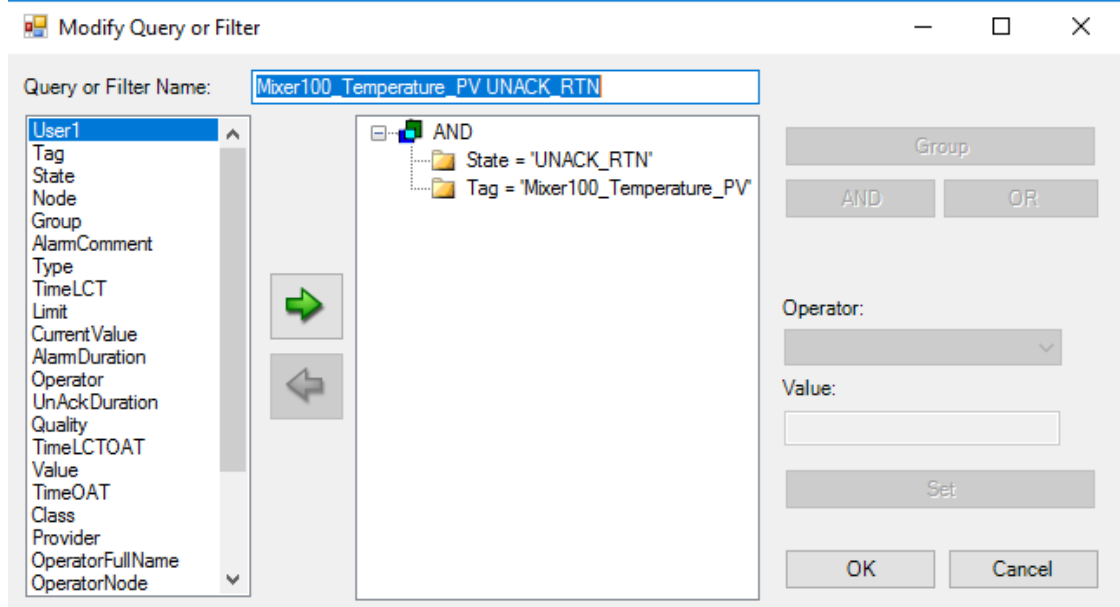 Modify Query or Filter
Query or Filter Name:
Mixer100_Temperature_PV UNACK_RTN
User1
Tag
State
Node
Group
AlarmComment
Type
TimeLCT
Limit
CurrentValue
AlarmDuration
Operator
UnAckDuration
Quality
TimeLCTOAT
Value
TimeOAT
Class
Provider
OperatorFullName
OperatorNode
AND
State = 'UNACK_RTN'
Tag = 'Mixer100_Temperature_PV'
Group
AND OR
Operator:
Value:
Set
OK Cancel